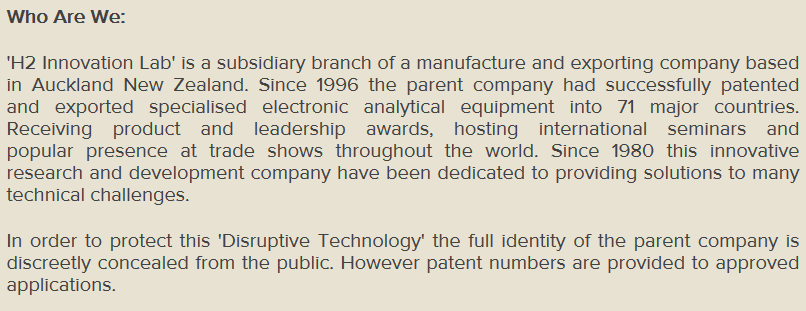 Who Are We:
'H2 Innovation Lab' is a subsidiary branch of a manufacture and exporting company based
in Auckland New Zealand. Since 1996 the parent company had successfully patented
and exported specialised electronic analytical equipment into 71 major countries.
Receiving product and leadership awards, hosting international seminars and
popular presence at trade shows throughout the world. Since 1980 this innovative
research and development company have been dedicated to providing solutions to many
technical challenges.
In order to protect this 'Disruptive Technology' the full identity of the parent company is
discreetly concealed from the public. However patent numbers are provided to approved
applications.